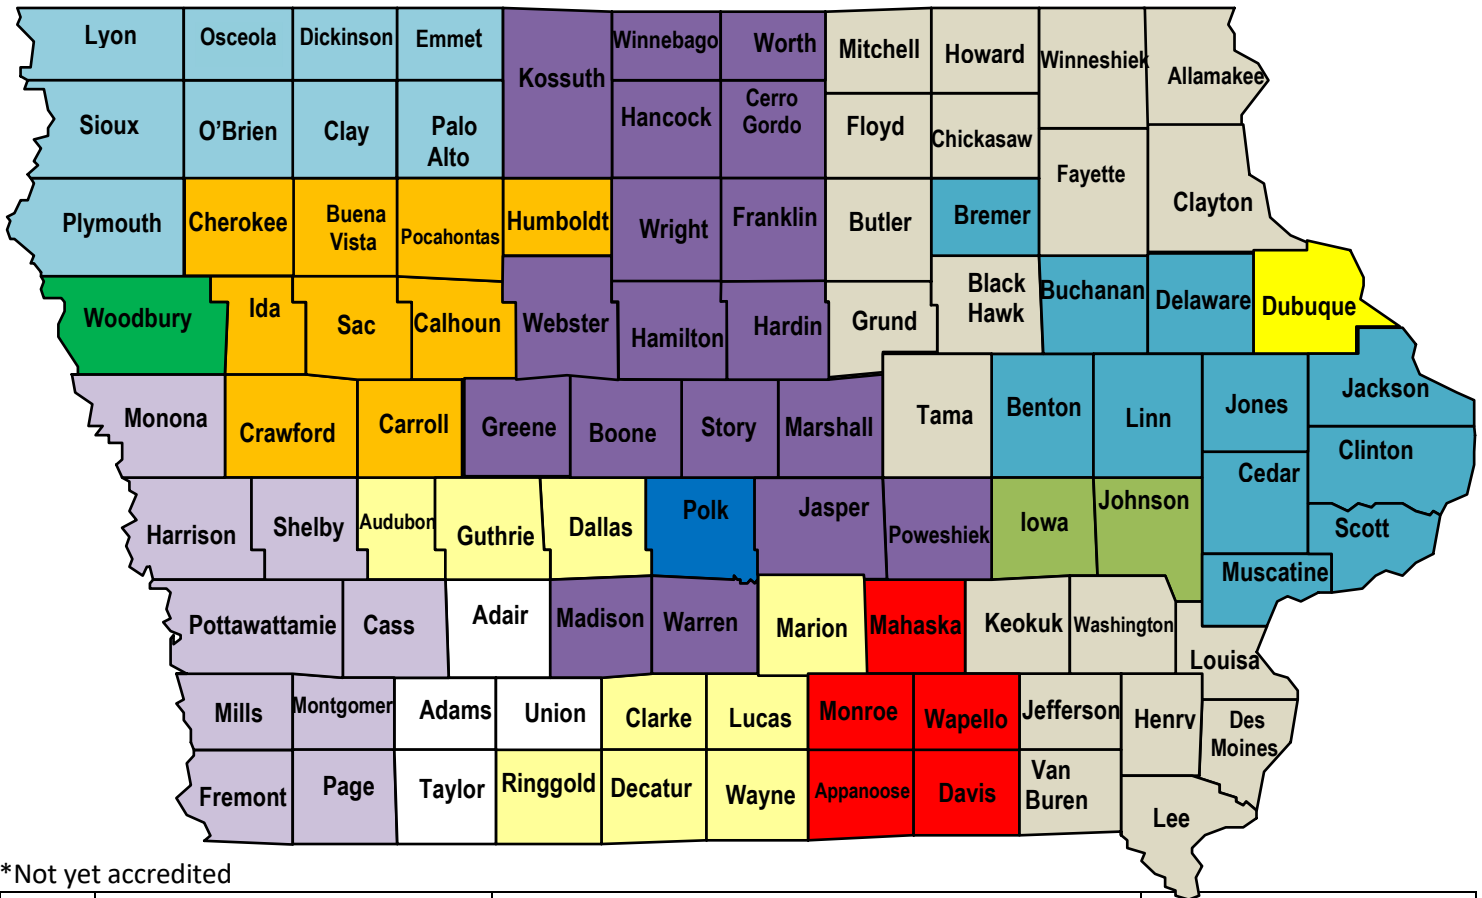 Lyon
Osceola
Dickinson
Emmet
Kossuth
Winnebago
Worth
Mitchell
Howard
Winneshiek
Allamakee
Sioux
O’Brien
Clay
Palo
Alto
Hancock
Cerro
Gordo
Floyd
Chickasaw
Fayette
Clayton
Plymouth
Cherokee
Buena
Vista
Pocahontas
Humboldt
Wright
Franklin
Butler
Bremer
Woodbury
Ida
Sac
Calhoun
Webster
Hamilton
Hardin
Grund
Black
Hawk
Buchanan
Delaware
Dubuque
Monona
Crawford
Carroll
Greene
Boone
Story
Marshall
Tama
Benton
Linn
Jones
Jackson
Clinton
Cedar
Harrison
Shelby
Audubon
Guthrie
Dallas
Polk
Jasper
Poweshiek
Iowa
Johnson
Scott
Muscatine
Pottawattamie
Cass
Adair
Madison
Warren
Marion
Mahaska
Keokuk
Washington
Louisa
Mills
Montgomer
Adams
Union
Clarke
Lucas
Monroe
Wapello
Jefferson
Henry
Des
Moines
Fremont
Page
Taylor
Ringgold
Decatur
Wayne
Appanoose
Davis
Van
Buren
Lee
*Not yet accredited